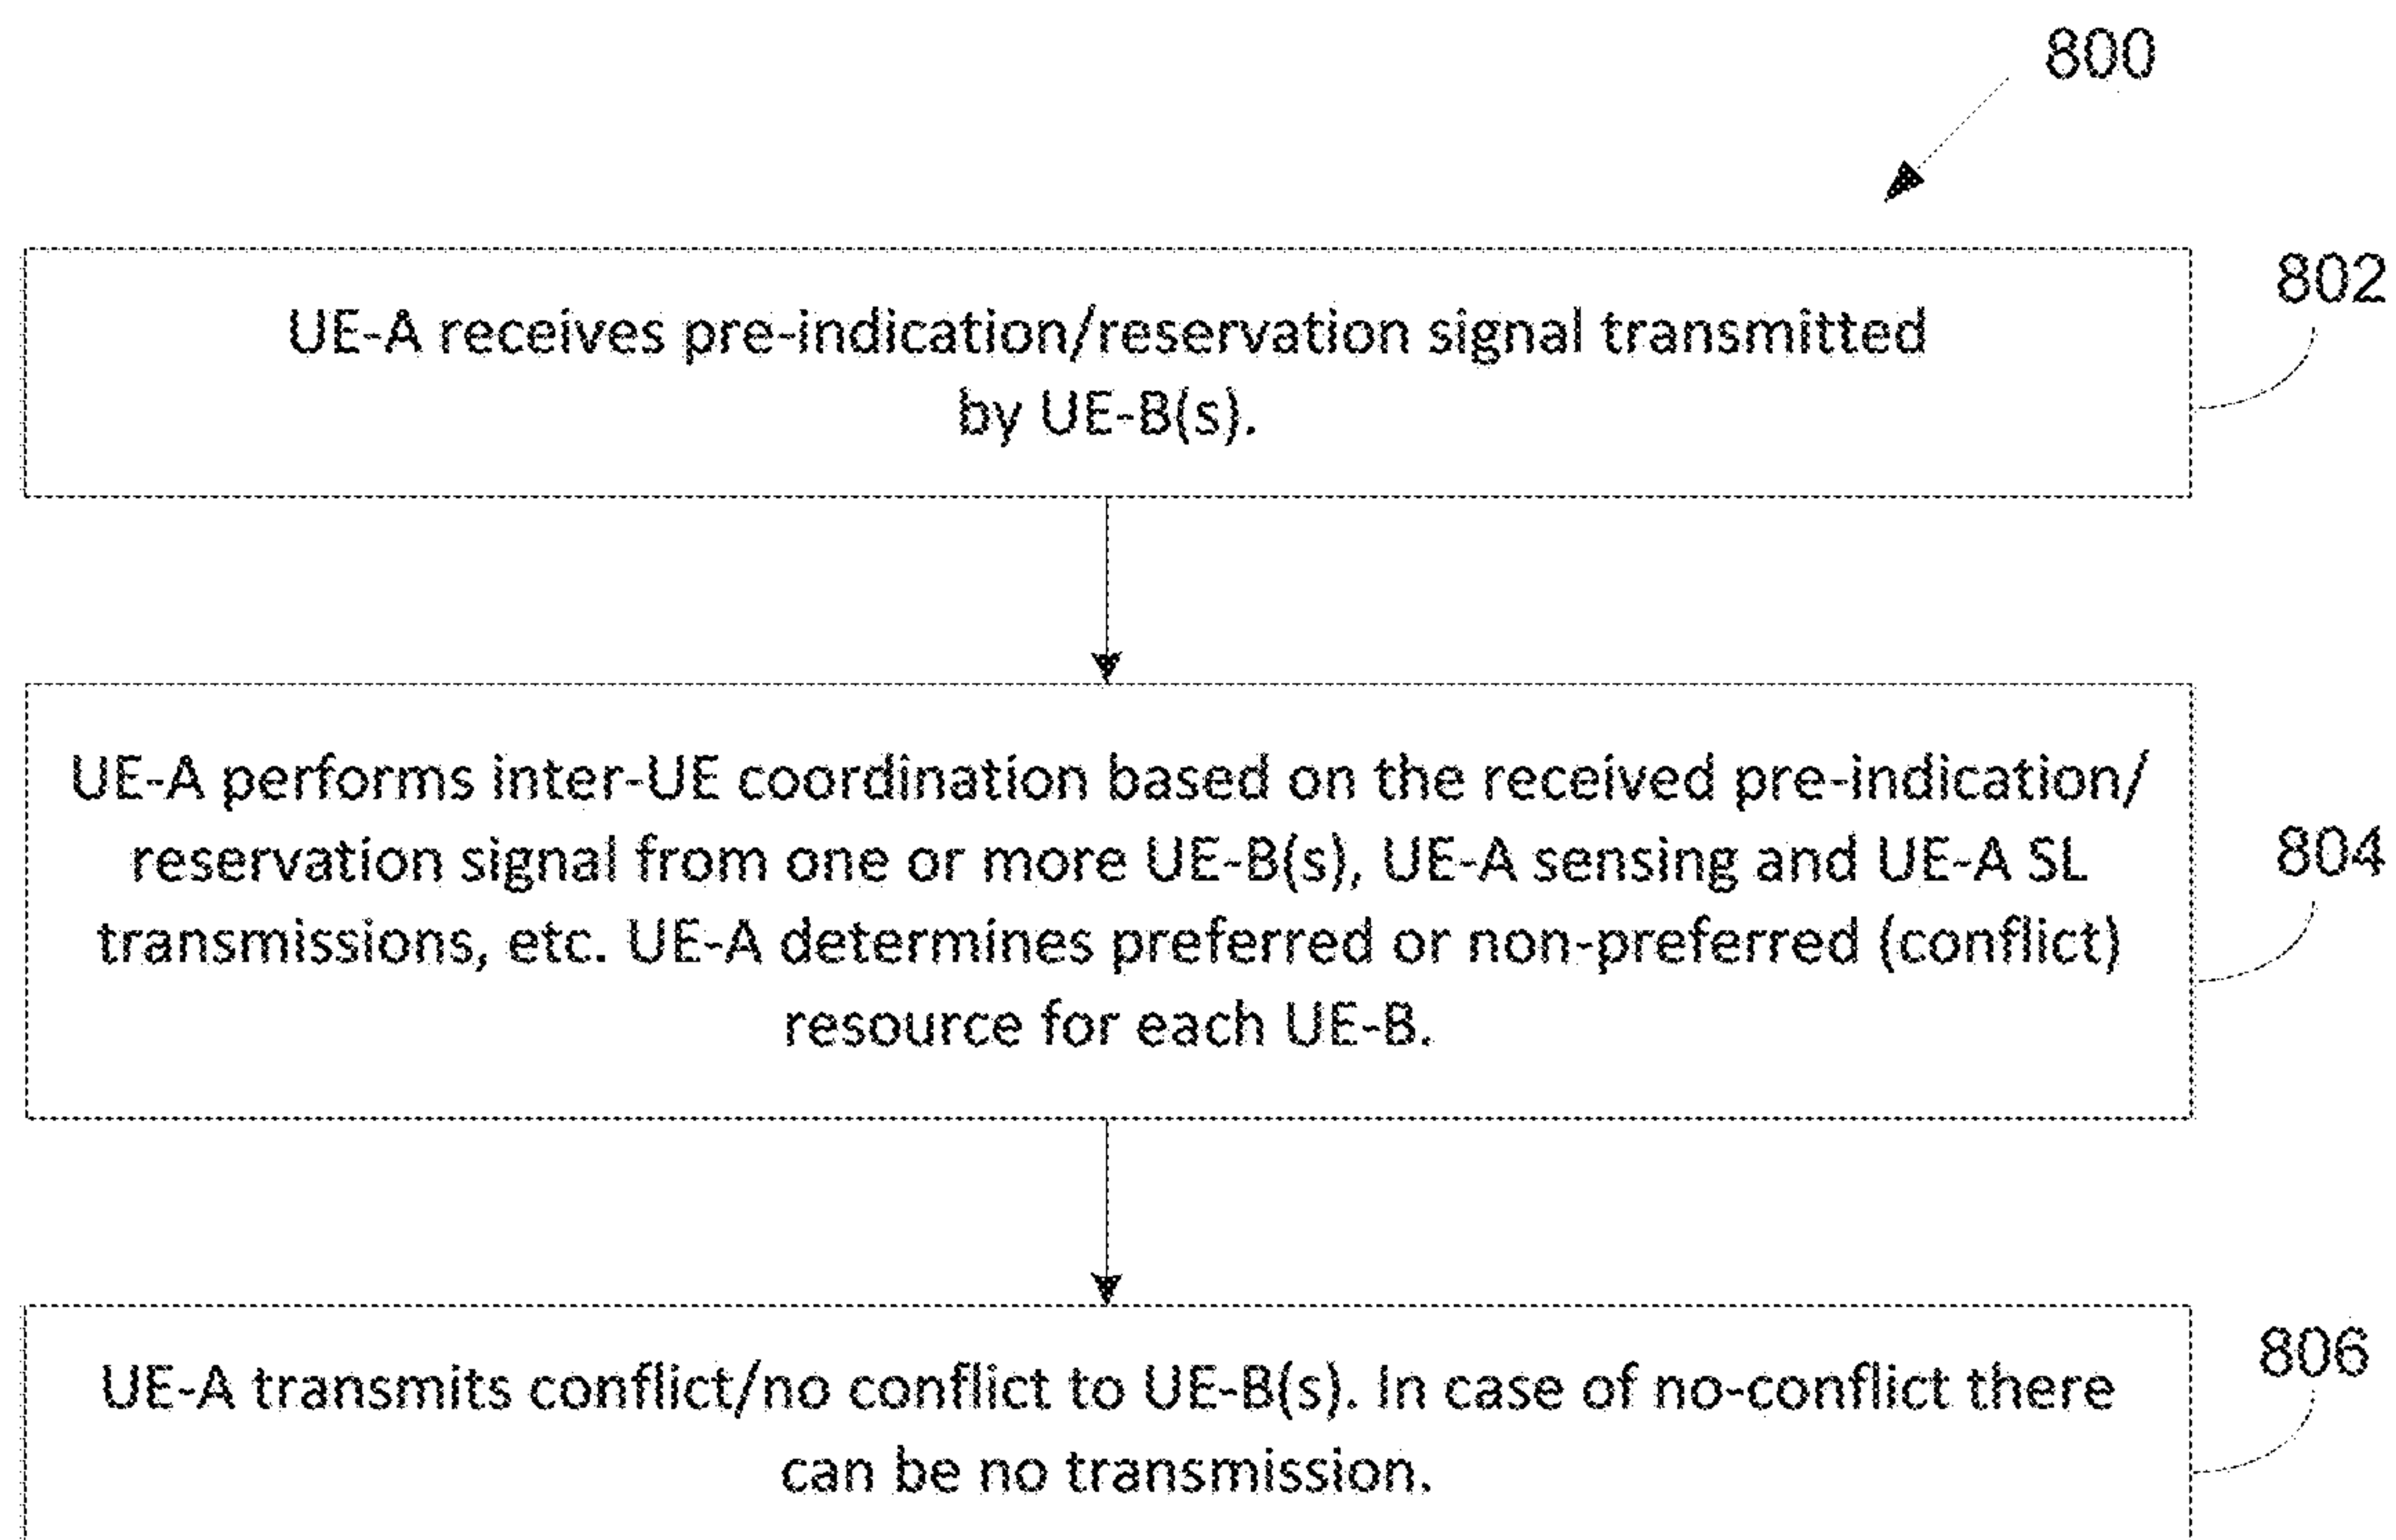 800
802
UE-A receives pre-indication/reservation signal transmitted
by UE-B(s).
UE-A performs inter-UE coordination based on the received pre-indication/
reservation signal from one or more UE-B(s), UE-A sensing and UE-A SL
804
transmissions, etc. UE-A determines preferred or non-preferred (conflict)
resource for each UE-B.
806
UE-A transmits conflict/no conflict to UE-B(s). In case of no-conflict there
can be no transmission.